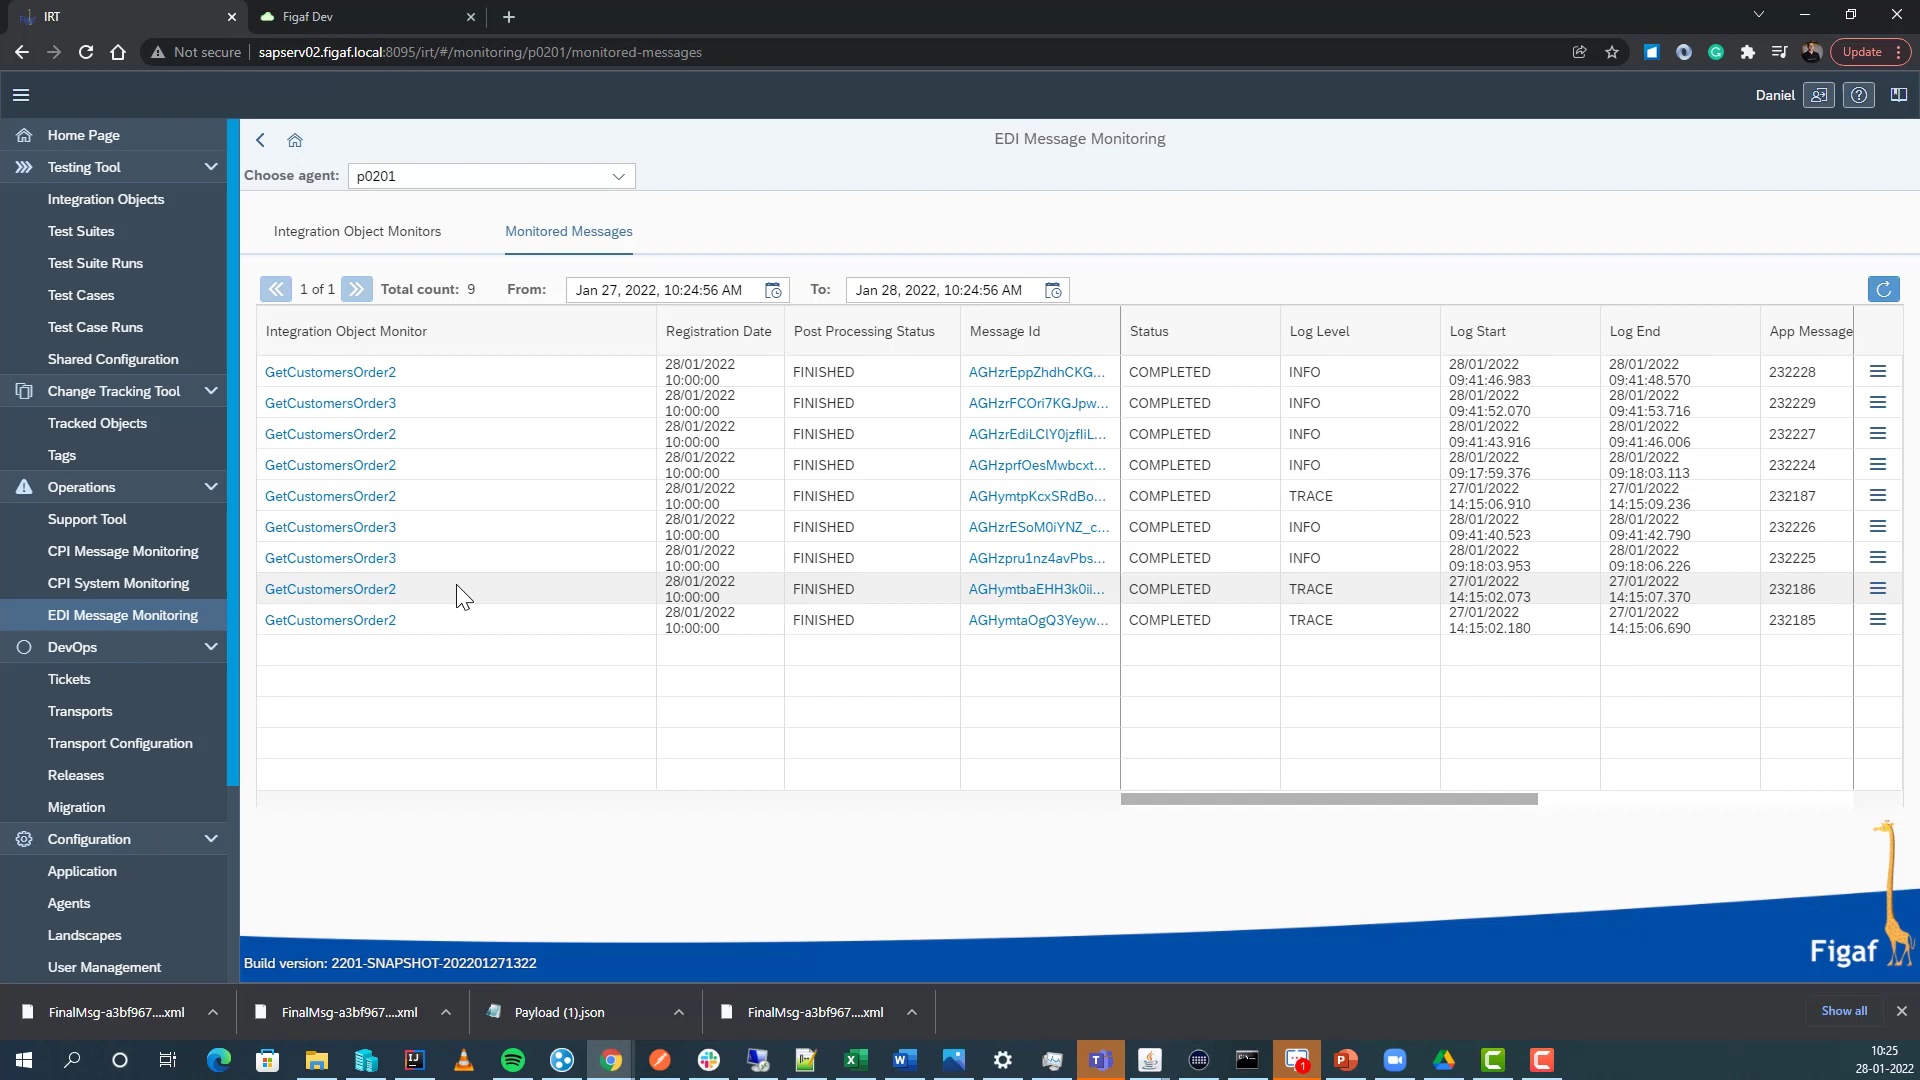 IRT
Figaf Dev
Not secure
sapserv02.figaf.local:8095/irt/#/monitoring/p0201/monitored-messages
Update
Daniel
Home Page
Testing Tool
Integration Objects
Test Suites
Test Suite Runs
Test Cases
Test Case Runs
Shared Configuration
Change Tracking Tool
Tracked Objects
Tags
Operations
Support Tool
CPI Message Monitoring
CPI System Monitoring
EDI Message Monitoring
DevOps
Tickets
Transports
Transport Configuration
Releases
Migration
Configuration
Application
Agents
Landscapes
User Management
EDI Message Monitoring
Choose agent: p0201
Integration Object Monitors Monitored Messages
1 of 1 Total count: 9 From: Jan 27, 2022, 10:24:56 AM To: Jan 28, 2022, 10:24:56 AM
Integration Object Monitor Registration Date Post Processing Status Message Id Status Log Level Log Start Log End App Message
GetCustomersOrder2 28/01/2022 10:00:00 FINISHED AGHzrEppZhdhCKG... COMPLETED INFO 28/01/2022 09:41:46.983 28/01/2022 09:41:48.570 232228
GetCustomersOrder3 28/01/2022 10:00:00 FINISHED AGHzrFCOri7KGJpw... COMPLETED INFO 28/01/2022 09:41:52.070 28/01/2022 09:41:53.716 232229
GetCustomersOrder2 28/01/2022 10:00:00 FINISHED AGHzrEdiLClY0jzfIiL... COMPLETED INFO 28/01/2022 09:41:43.916 28/01/2022 09:41:46.006 232227
GetCustomersOrder2 28/01/2022 10:00:00 FINISHED AGHzprfOesMwbcxt... COMPLETED INFO 28/01/2022 09:17:59.376 28/01/2022 09:18:03.113 232224
GetCustomersOrder2 28/01/2022 10:00:00 FINISHED AGHymtpKcxSRdBo... COMPLETED TRACE 27/01/2022 14:15:06.910 27/01/2022 14:15:09.236 232187
GetCustomersOrder3 28/01/2022 10:00:00 FINISHED AGHzrESoM0iYNZ_c... COMPLETED INFO 28/01/2022 09:41:40.523 28/01/2022 09:41:42.790 232226
GetCustomersOrder3 28/01/2022 10:00:00 FINISHED AGHzpru1nz4avPbs... COMPLETED INFO 28/01/2022 09:18:03.953 28/01/2022 09:18:06.226 232225
GetCustomersOrder2 28/01/2022 10:00:00 FINISHED AGHymtbaEHH3k0ii... COMPLETED TRACE 27/01/2022 14:15:02.073 27/01/2022 14:15:07.370 232186
GetCustomersOrder2 28/01/2022 10:00:00 FINISHED AGHymtaOgQ3Yeyw... COMPLETED TRACE 27/01/2022 14:15:02.180 27/01/2022 14:15:06.690 232185
Figaf
Build version: 2201-SNAPSHOT-202201271322
FinalMsg-a3bf967....xml
FinalMsg-a3bf967....xml
Payload (1).json
FinalMsg-a3bf967....xml
Show all
10:25
28-01-2022